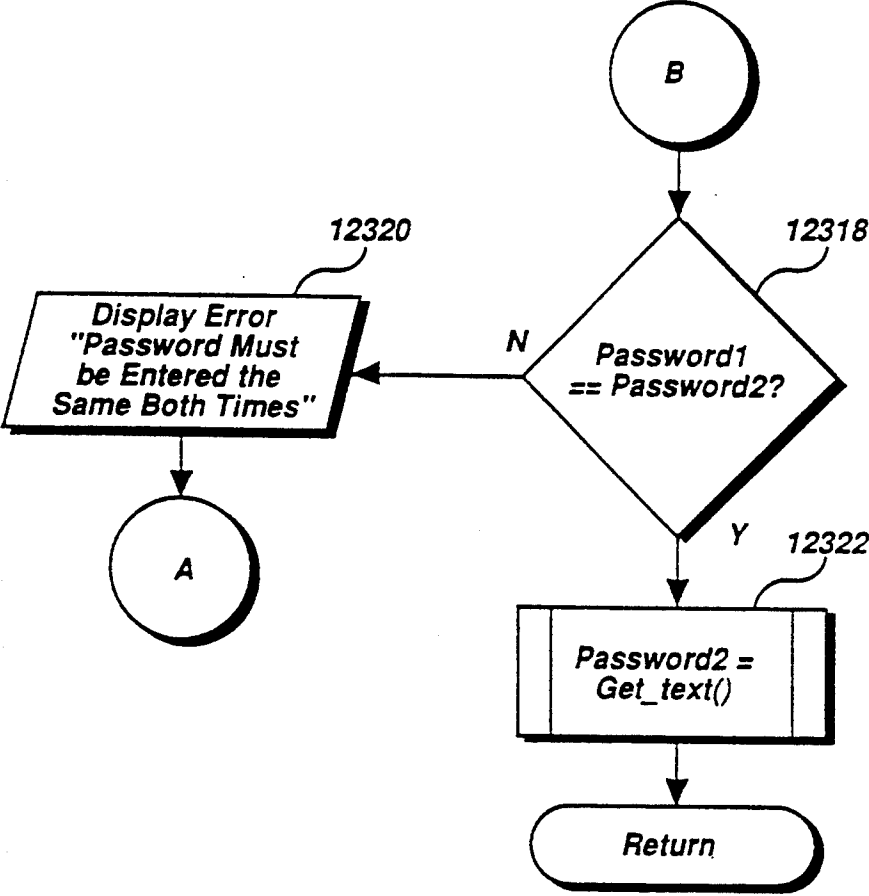 B
12318
Password1
== Password2?
N
12320
Display Error
"Password Must
be Entered the
Same Both Times"
A
Y
12322
Password2 =
Get_text()
Return